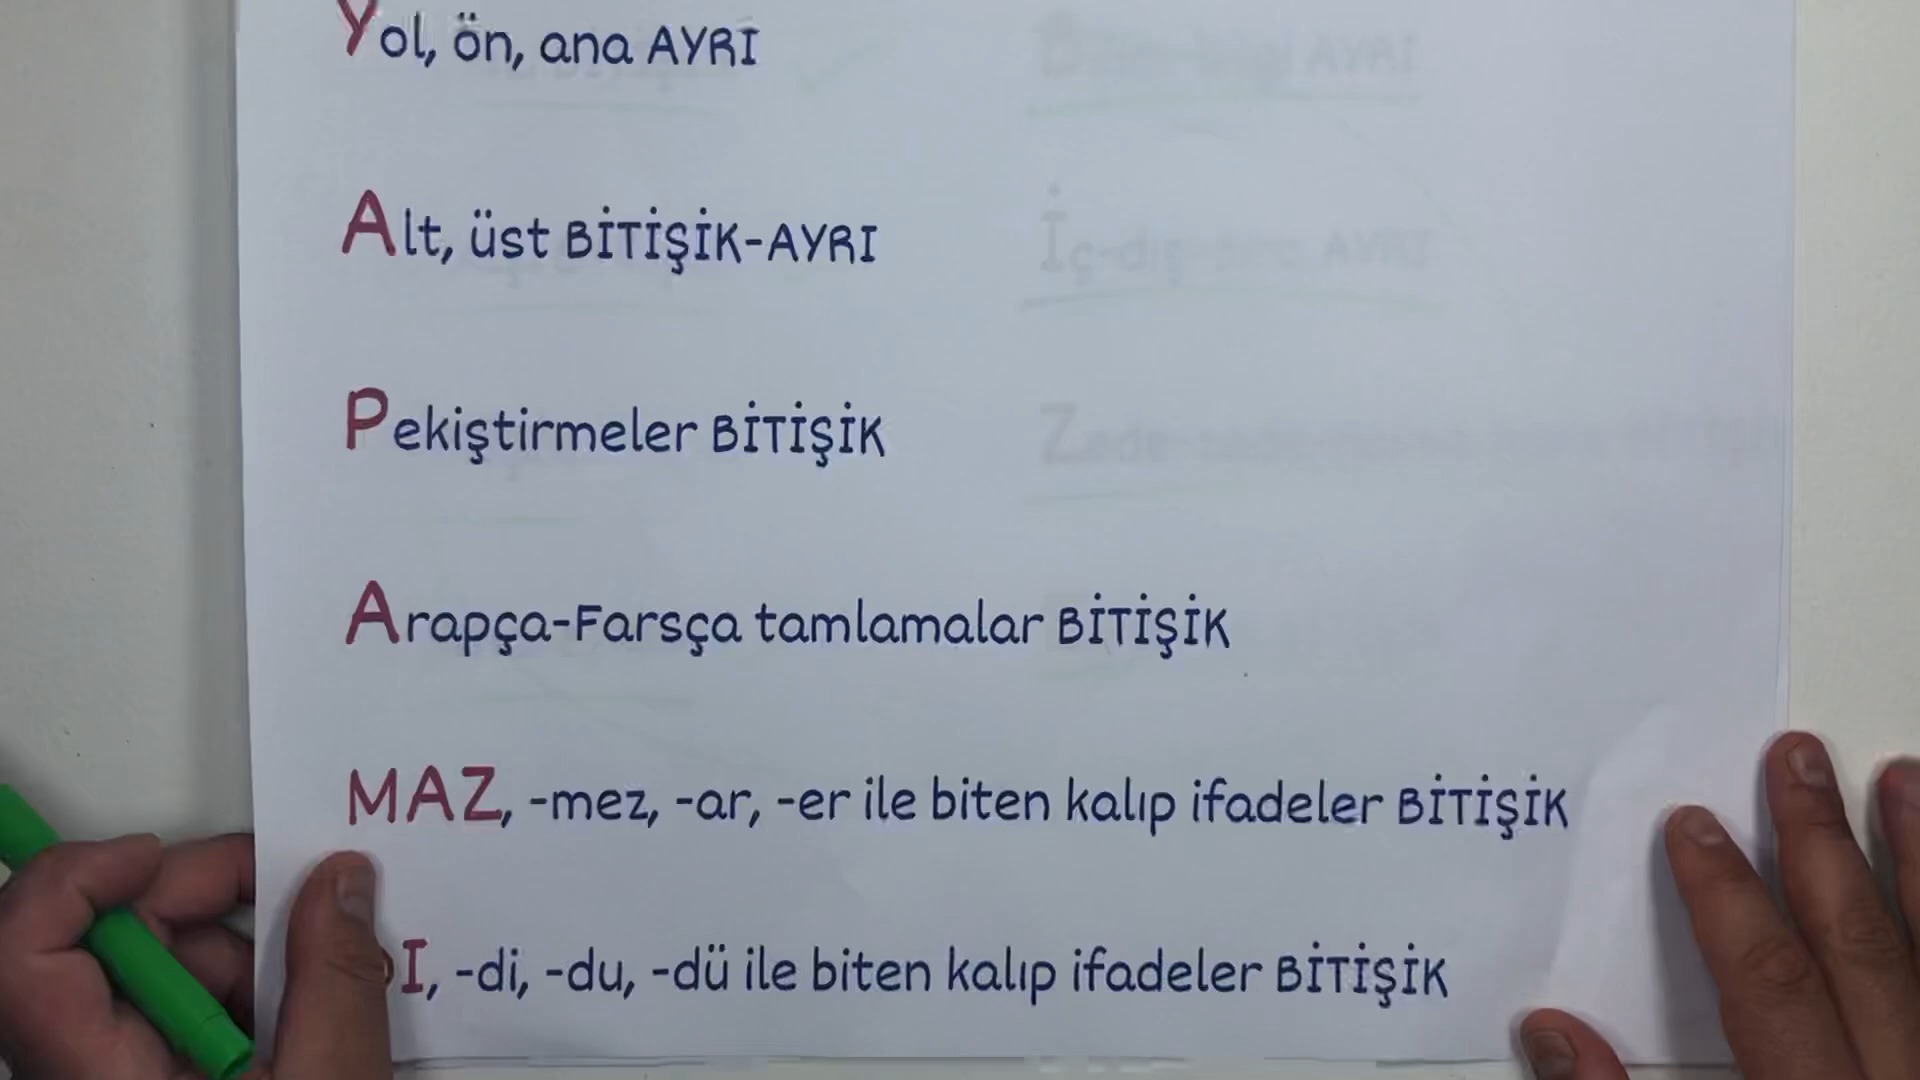 Yol, ön, ana AYRI
Alt, üst BİTİŞİK-AYRI
Pekiştirmeler BİTİŞİK
Arapça-Farsça tamlamalar BİTİŞİK
MAZ, -mez, -ar, -er ile biten kalıp ifadeler BİTİŞİK
I, -di, -du, -dü ile biten kalıp ifadeler BİTİŞİK